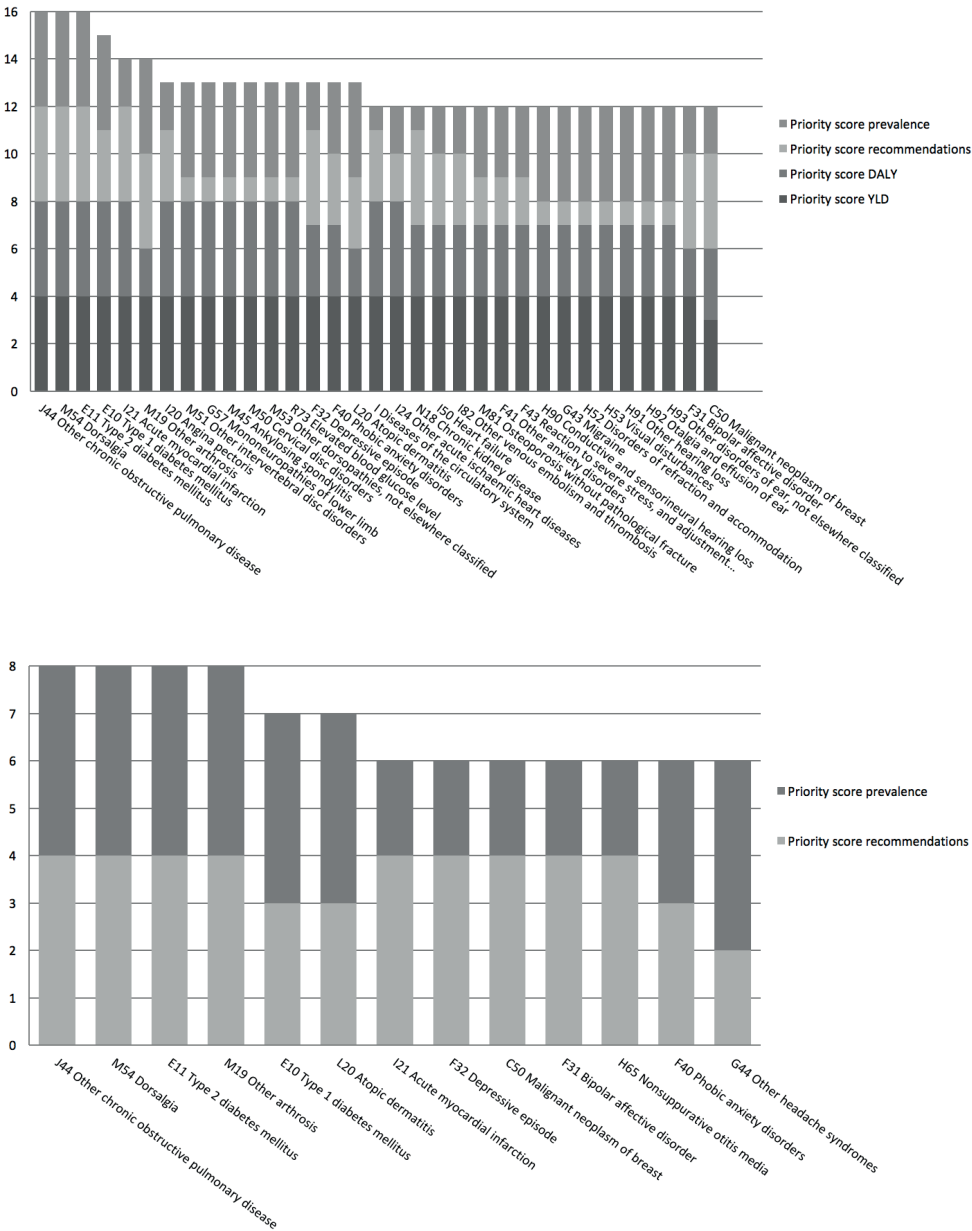 16
14
12
10
8
6
4
2
0
Priority score prevalence
Priority score recommendations
Priority score DALY
Priority score YLD
J44 Other chronic obstructive pulmonary disease
M54 Dorsalgia
E11 Type 2 diabetes mellitus
E10 Type 1 diabetes mellitus
I21 Acute myocardial infarction
M19 Other arthrosis
I20 Angina pectoris
M51 Other intervertebral disc disorders
G57 Mononeuropathies of lower limb
M45 Ankylosing spondylitis
M50 Cervical disc disorders
M53 Other dorsopathies, not elsewhere classified
R73 Elevated blood glucose level
F32 Depressive episode
F40 Phobic anxiety disorders
L20 Atopic dermatitis
I Diseases of the circulatory system
I24 Other acute ischaemic heart diseases
N18 Chronic kidney disease
I50 Heart failure
I82 Other venous embolism and thrombosis
M81 Osteoporosis without pathological fracture
F41 Other anxiety disorders
F43 Reaction to severe stress, and adjustment...
H90 Conductive and sensorineural hearing loss
G43 Migraine
H52 Disorders of refraction and accommodation
H53 Visual disturbances
H91 Other hearing loss
H92 Otalgia and effusion of ear
H93 Other disorders of ear, not elsewhere classified
F31 Bipolar affective disorder
C50 Malignant neoplasm of breast
8
7
6
5
4
3
2
1
0
Priority score prevalence
Priority score recommendations
J44 Other chronic obstructive pulmonary disease
M54 Dorsalgia
E11 Type 2 diabetes mellitus
M19 Other arthrosis
E10 Type 1 diabetes mellitus
L20 Atopic dermatitis
I21 Acute myocardial infarction
F32 Depressive episode
C50 Malignant neoplasm of breast
F31 Bipolar affective disorder
H65 Nonsuppurative otitis media
F40 Phobic anxiety disorders
G44 Other headache syndromes